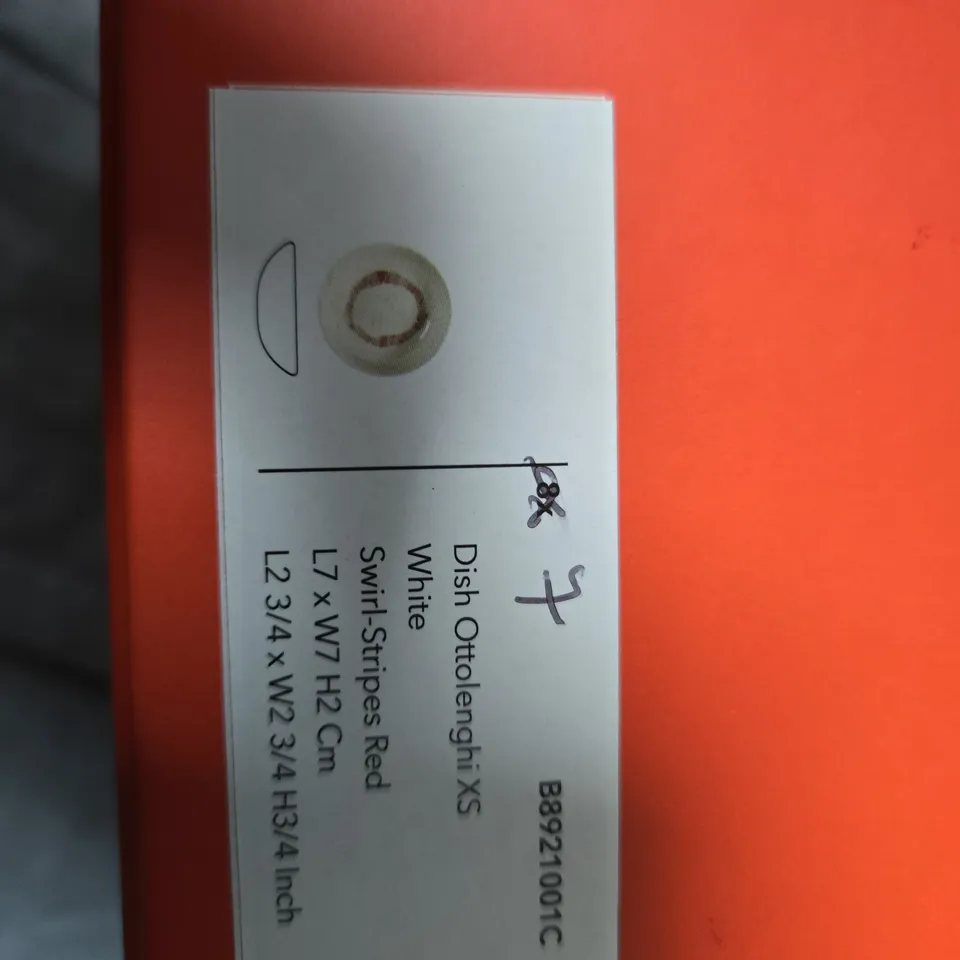 8x 7 B8921001C
Dish Ottolenghi XS
White
Swirl-Stripes Red
L7 x W7 H2 Cm
L2 3/4 x W2 3/4 H3/4 Inch